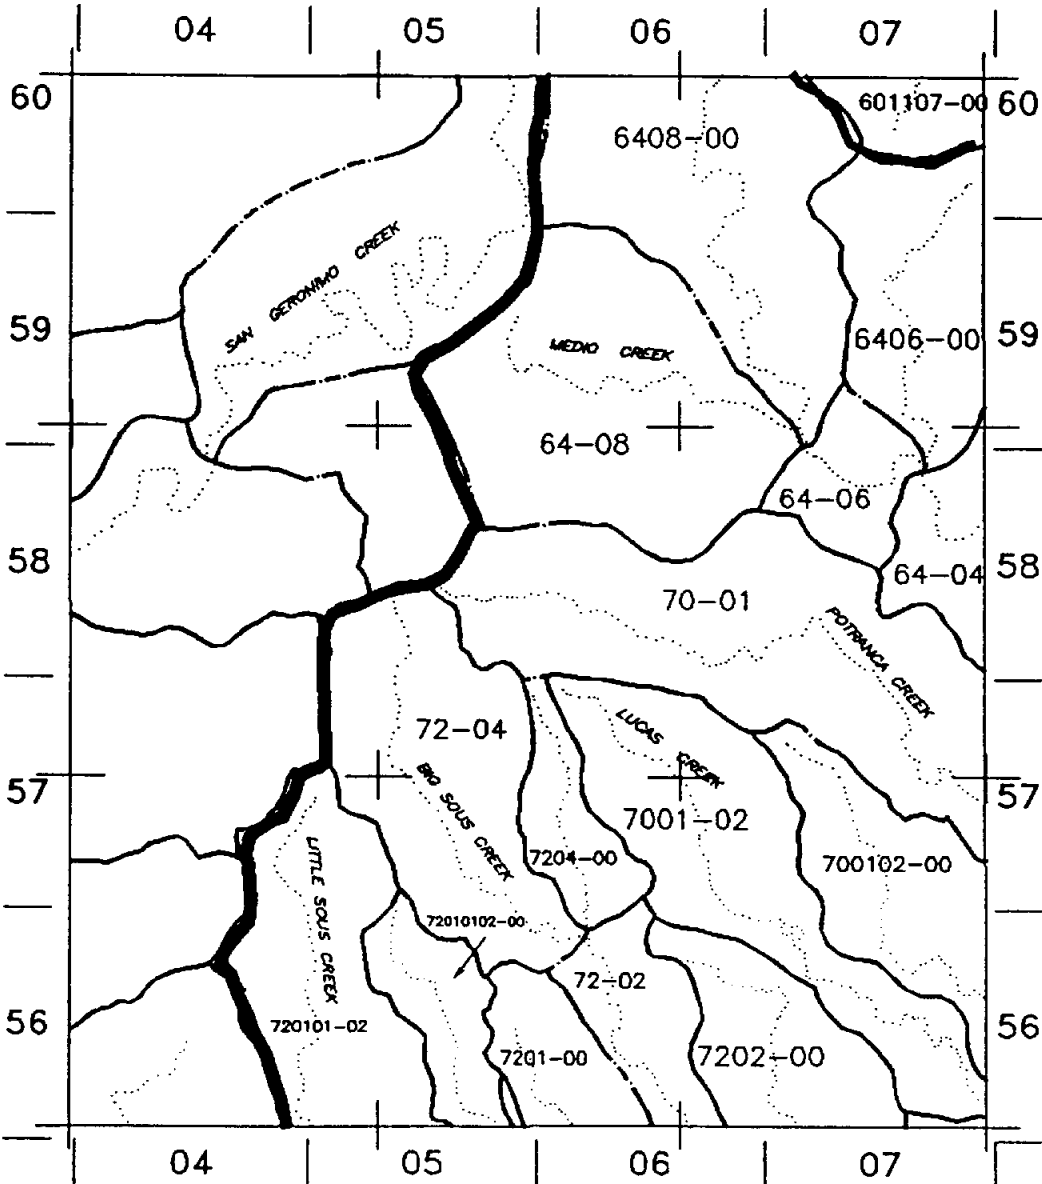 04 05 06 07
60 601107-00 60
6408-00
SAN GERONIMO CREEK
59 6406-00 59
MEDIO CREEK
64-08
64-06
58 64-04 58
70-01
POTRANCA CREEK
72-04
LUCAS CREEK
57 57
BIG SOUS CREEK
7001-02
7204-00
700102-00
LITTLE SOUS CREEK
72010102-00
72-02
56 720101-02 56
7201-00
7202-00
04 05 06 07